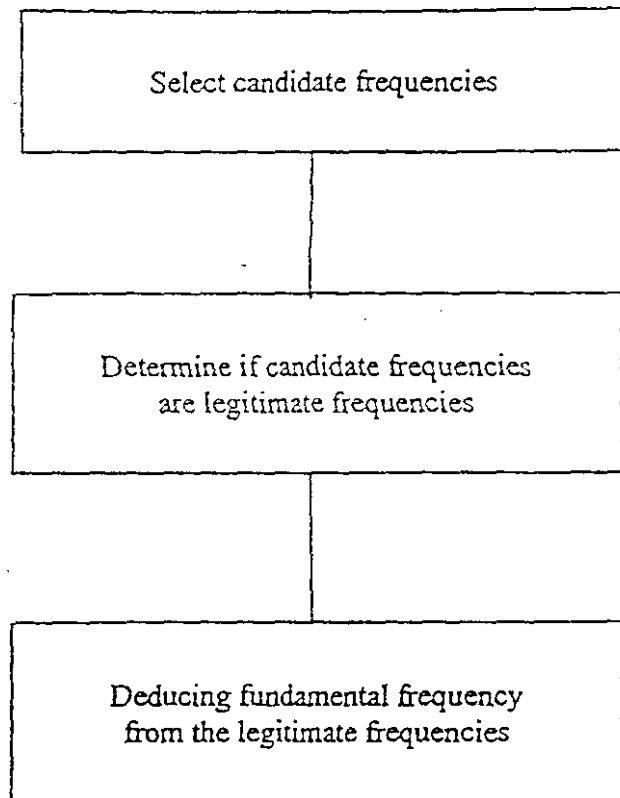 Select candidate frequencies
Determine if candidate frequencies
are legitimate frequencies
Deducing fundamental frequency
from the legitimate frequencies